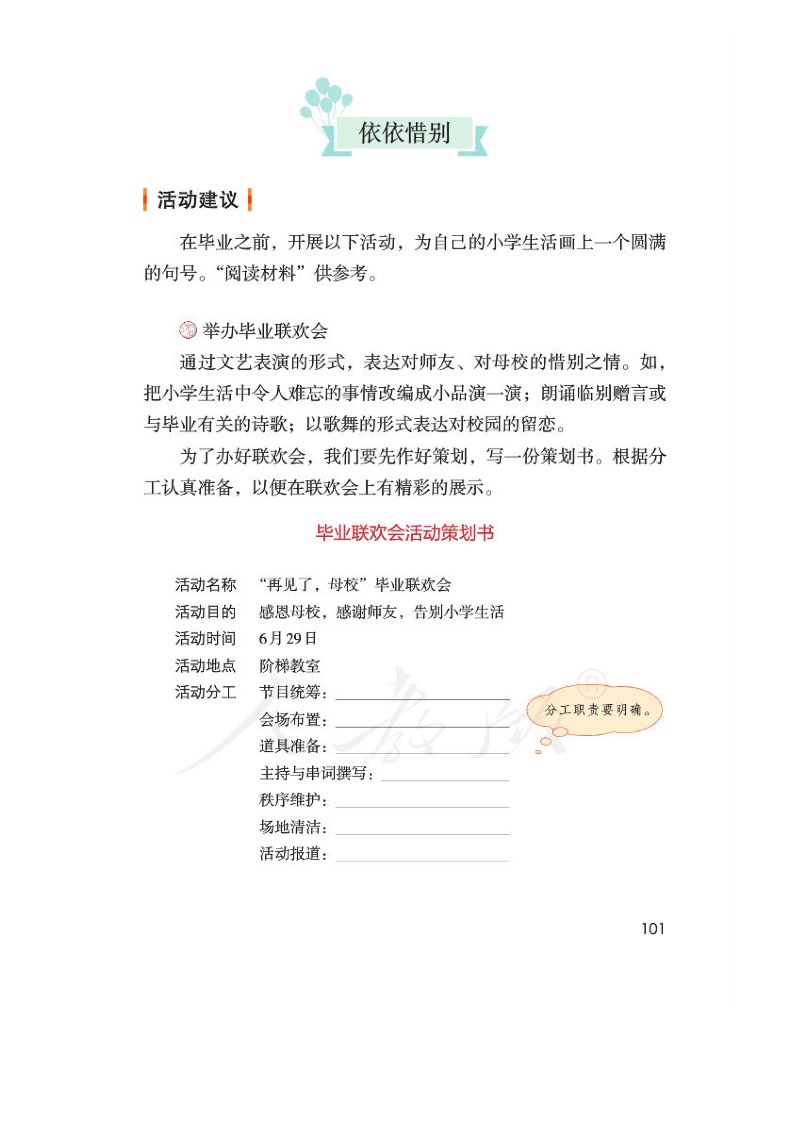 依依惜别
活动建议
在毕业之前，开展以下活动，为自己的小学生活画上一个圆满
的句号。“阅读材料”供参考。
举办毕业联欢会
通过文艺表演的形式，表达对师友、对母校的惜别之情。如，
把小学生活中令人难忘的事情改编成小品演一演；朗诵临别赠言或
与毕业有关的诗歌；以歌舞的形式表达对校园的留恋。
为了办好联欢会，我们要先作好策划，写一份策划书。根据分
工认真准备，以便在联欢会上有精彩的展示。
毕业联欢会活动策划书
活动名称 “再见了，母校”毕业联欢会
活动目的 感恩母校，感谢师友，告别小学生活
活动时间 6月29日
活动地点 阶梯教室
活动分工 节目统筹：
分工职责要明确。
会场布置：
道具准备：
主持与串词撰写：
秩序维护：
场地清洁：
活动报道：
人教版®
101